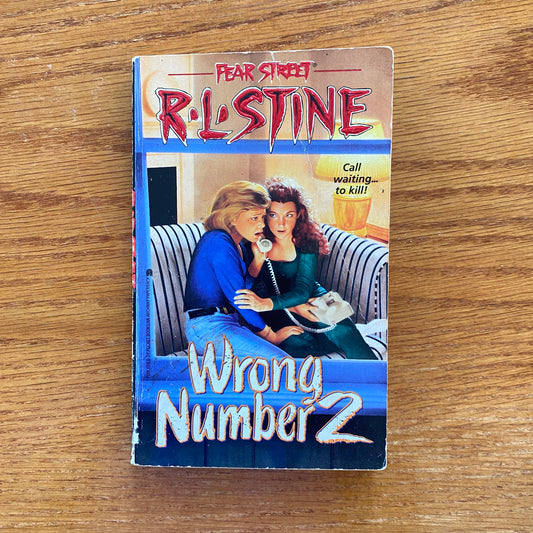 FEAR STREET
R·L·STINE
Call
waiting...
to kill!
Wrong
Number 2